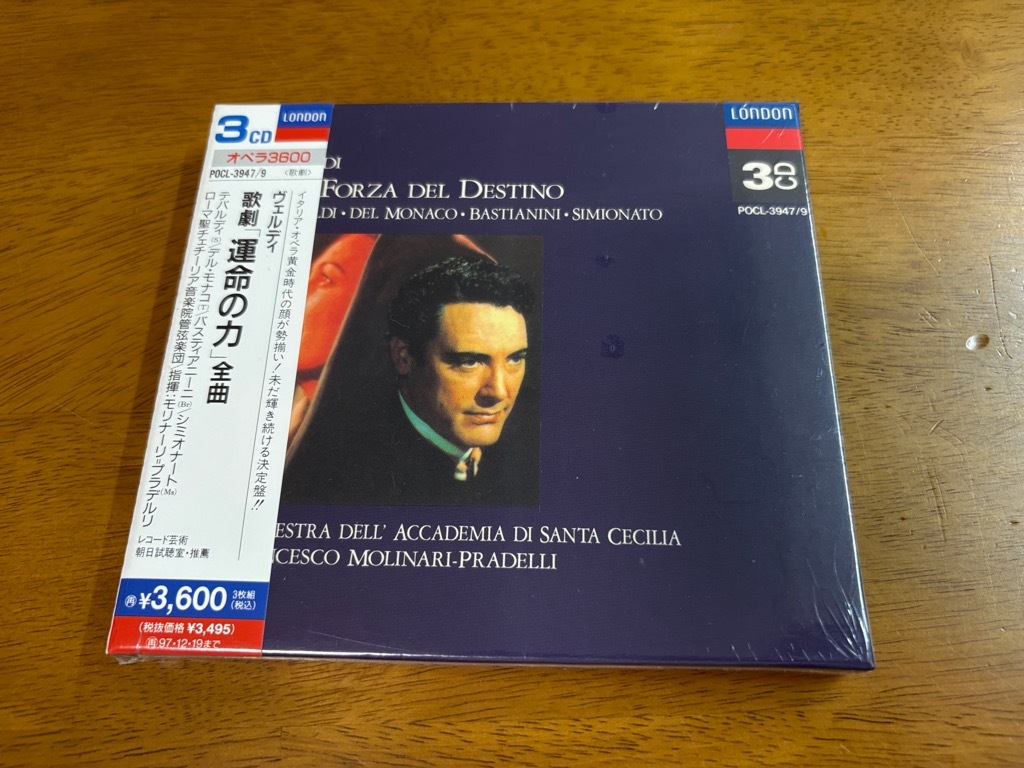 3CD
LONDON
オペラ3600
POCL-3947/9
〈歌劇〉
イタリア・オペラ黄金時代の顔が勢揃い!未だ輝き続ける決定盤!!
ヴェルディ
歌劇「運命の力」全曲
テバルディ(S)/デル・モナコ(T)/バスティアニーニ(Br)/シミオナート(Ms)
ローマ聖チェチーリア音楽院管弦楽団/指揮:モリナーリ=プラデルリ
レコード芸術
朝日試聴室・推薦
再¥3,600 3枚組(税込)
(税抜価格¥3,495)
再97・12・19まで
DI
FORZA DEL DESTINO
LDI・DEL MONACO・BASTIANINI・SIMIONATO
ESTRA DELL' ACCADEMIA DI SANTA CECILIA
CESCO MOLINARI-PRADELLI
LONDON
3CD
POCL-3947/9